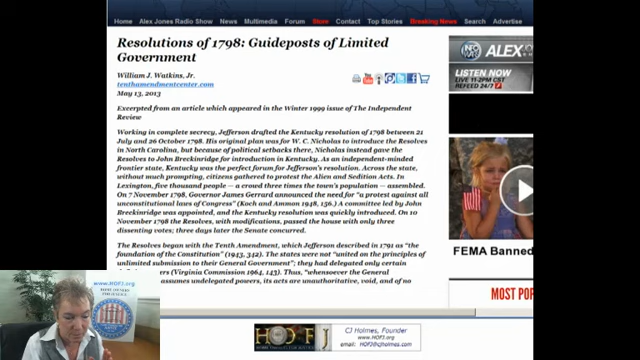 Home Alex Jones Radio Show News Multimedia Forum Store Contact Top Stories Breaking News Search Advertise
Resolutions of 1798: Guideposts of Limited
Government
William J. Watkins, Jr.
tenthamendmentcenter.com
May 13, 2013
Excerpted from an article which appeared in the Winter 1999 issue of The Independent
Review
Working in complete secrecy, Jefferson drafted the Kentucky resolution of 1798 between 21
July and 26 October 1798. His original plan was for W. C. Nicholas to introduce the Resolves
in North Carolina, but because of political setbacks there, Nicholas instead gave the
Resolves to John Breckinridge for introduction in Kentucky. As an independent-minded
frontier state, Kentucky was the perfect forum for Jefferson's resolution. Across the state,
without much prompting, citizens gathered to protest the Alien and Sedition Acts. In
Lexington, five thousand people — a crowd three times the town's population — assembled.
On 7 November 1798, Governor James Gerrard announced the need for "a protest against all
unconstitutional laws of Congress" (Koch and Ammon 1948, 156.) A committee led by John
Breckinridge was appointed, and the Kentucky resolution was quickly introduced. On 10
November 1798 the Resolves, with modifications, passed the house with only three
dissenting votes; three days later the Senate concurred.
The Resolves began with the Tenth Amendment, which Jefferson described in 1791 as "the
foundation of the Constitution" (1943, 342). The states were not "united on the principles of
unlimited submission to their General Government"; they had delegated only certain
(Virginia Commission 1964, 143). Thus, "whensoever the General
assumes undelegated powers, its acts are unauthoritative, void, and of no
ALEX
LISTEN NOW
LIVE 11-2PM CST
REFEED 24/7
FEMA Banned
MOST PO
www.HOFJ.org
HOFJ
CJ Holmes, Founder
www.HOFJ.org
email: HOFJ@cjholmes.com